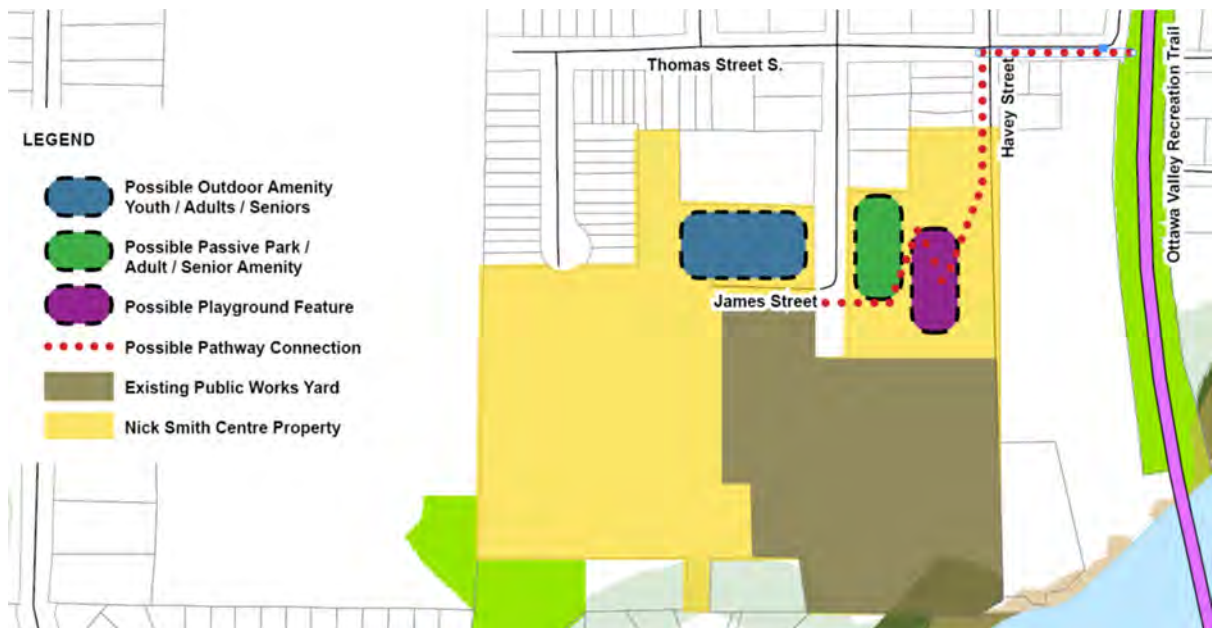 Thomas Street S.
Havey Street
Ottawa Valley Recreation Trail
LEGEND
Possible Outdoor Amenity
Youth / Adults / Seniors
Possible Passive Park /
Adult / Senior Amenity
Possible Playground Feature
Possible Pathway Connection
Existing Public Works Yard
Nick Smith Centre Property
James Street